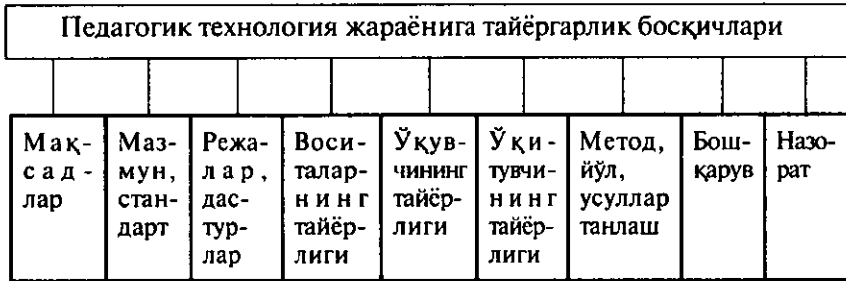 Педагогик технология жараёнига тайёргарлик босқичлари
Мақ-
сад-
лар
Маз-
мун,
стан-
дарт
Режа-
лар,
дас-
тур-
лар
Воси-
талар-
нинг
тайёр-
лиги
Ўқув-
чининг
тайёр-
лиги
Ўқи-
тувчи-
нинг
тайёр-
лиги
Метод,
йўл,
усуллар
танлаш
Бош-
қарув
Назо-
рат